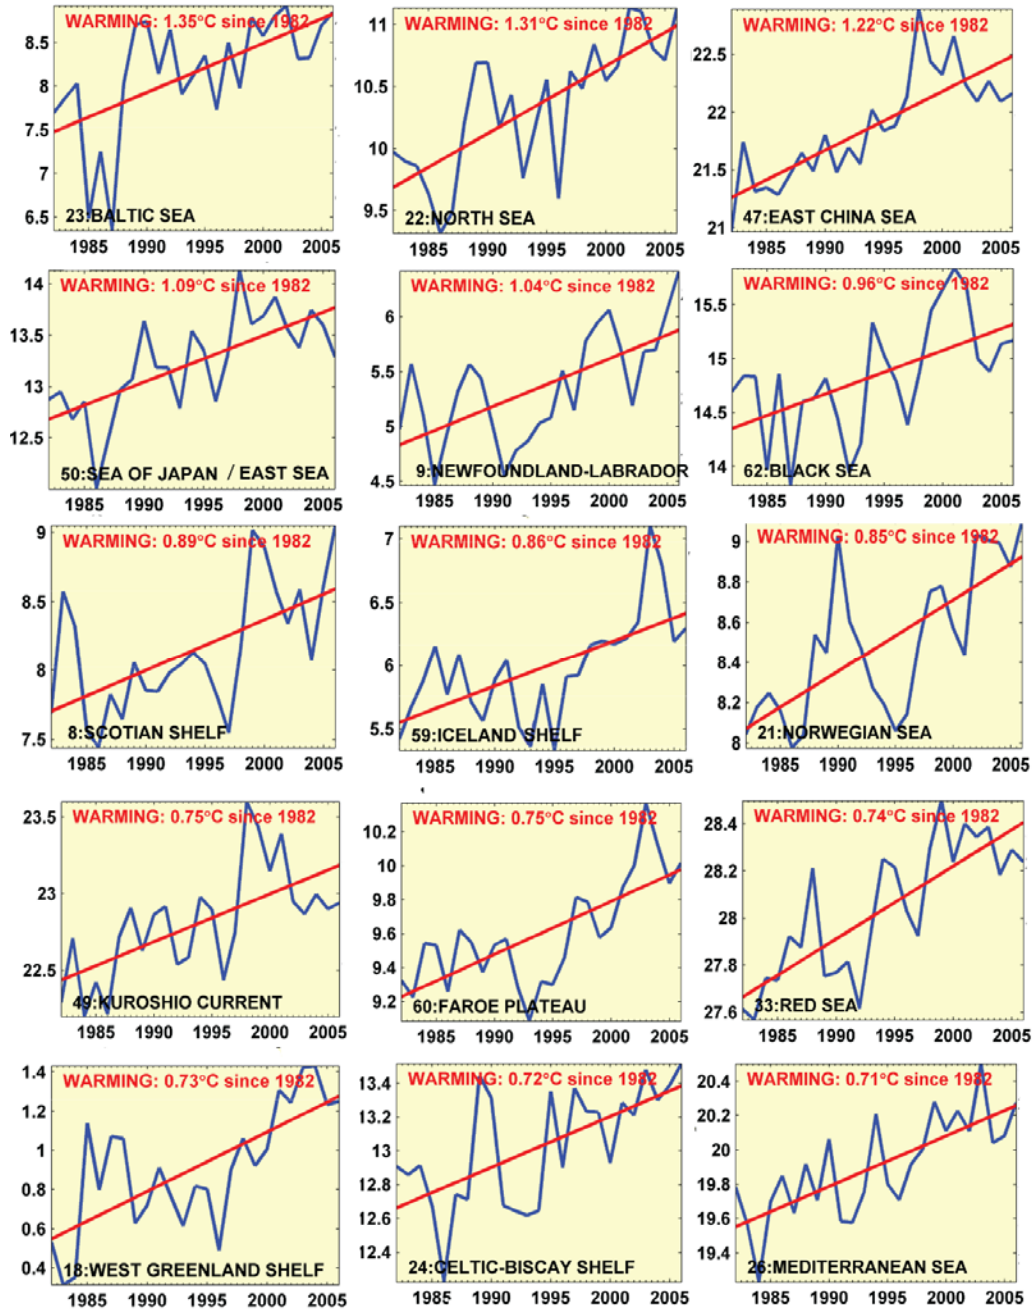 WARMING: 1.35°C since 1982
8.5
8
7.5
7
6.5
23:BALTIC SEA
1985 1990 1995 2000 2005
WARMING: 1.31°C since 1982
11
10.5
10
9.5
22:NORTH SEA
1985 1990 1995 2000 2005
WARMING: 1.22°C since 1982
22.5
22
21.5
21
47:EAST CHINA SEA
1985 1990 1995 2000 2005
WARMING: 1.09°C since 1982
14
13.5
13
12.5
50:SEA OF JAPAN / EAST SEA
1985 1990 1995 2000 2005
WARMING: 1.04°C since 1982
6
5.5
5
4.5
9:NEWFOUNDLAND-LABRADOR
1985 1990 1995 2000 2005
WARMING: 0.96°C since 1982
15.5
15
14.5
14
62:BLACK SEA
1985 1990 1995 2000 2005
WARMING: 0.89°C since 1982
9
8.5
8
7.5
8:SCOTIAN SHELF
1985 1990 1995 2000 2005
WARMING: 0.86°C since 1982
7
6.5
6
5.5
59:ICELAND SHELF
1985 1990 1995 2000 2005
WARMING: 0.85°C since 1982
9
8.8
8.6
8.4
8.2
8
21:NORWEGIAN SEA
1985 1990 1995 2000 2005
WARMING: 0.75°C since 1982
23.5
23
22.5
49:KUROSHIO CURRENT
1985 1990 1995 2000 2005
WARMING: 0.75°C since 1982
10.2
10
9.8
9.6
9.4
9.2
60:FAROE PLATEAU
1985 1990 1995 2000 2005
WARMING: 0.74°C since 1982
28.4
28.2
28
27.8
27.6
33:RED SEA
1985 1990 1995 2000 2005
WARMING: 0.73°C since 1982
1.4
1.2
1
0.8
0.6
0.4
18:WEST GREENLAND SHELF
1985 1990 1995 2000 2005
WARMING: 0.72°C since 1982
13.4
13.2
13
12.8
12.6
12.4
24:CELTIC-BISCAY SHELF
1985 1990 1995 2000 2005
WARMING: 0.71°C since 1982
20.4
20.2
20
19.8
19.6
19.4
26:MEDITERRANEAN SEA
1985 1990 1995 2000 2005